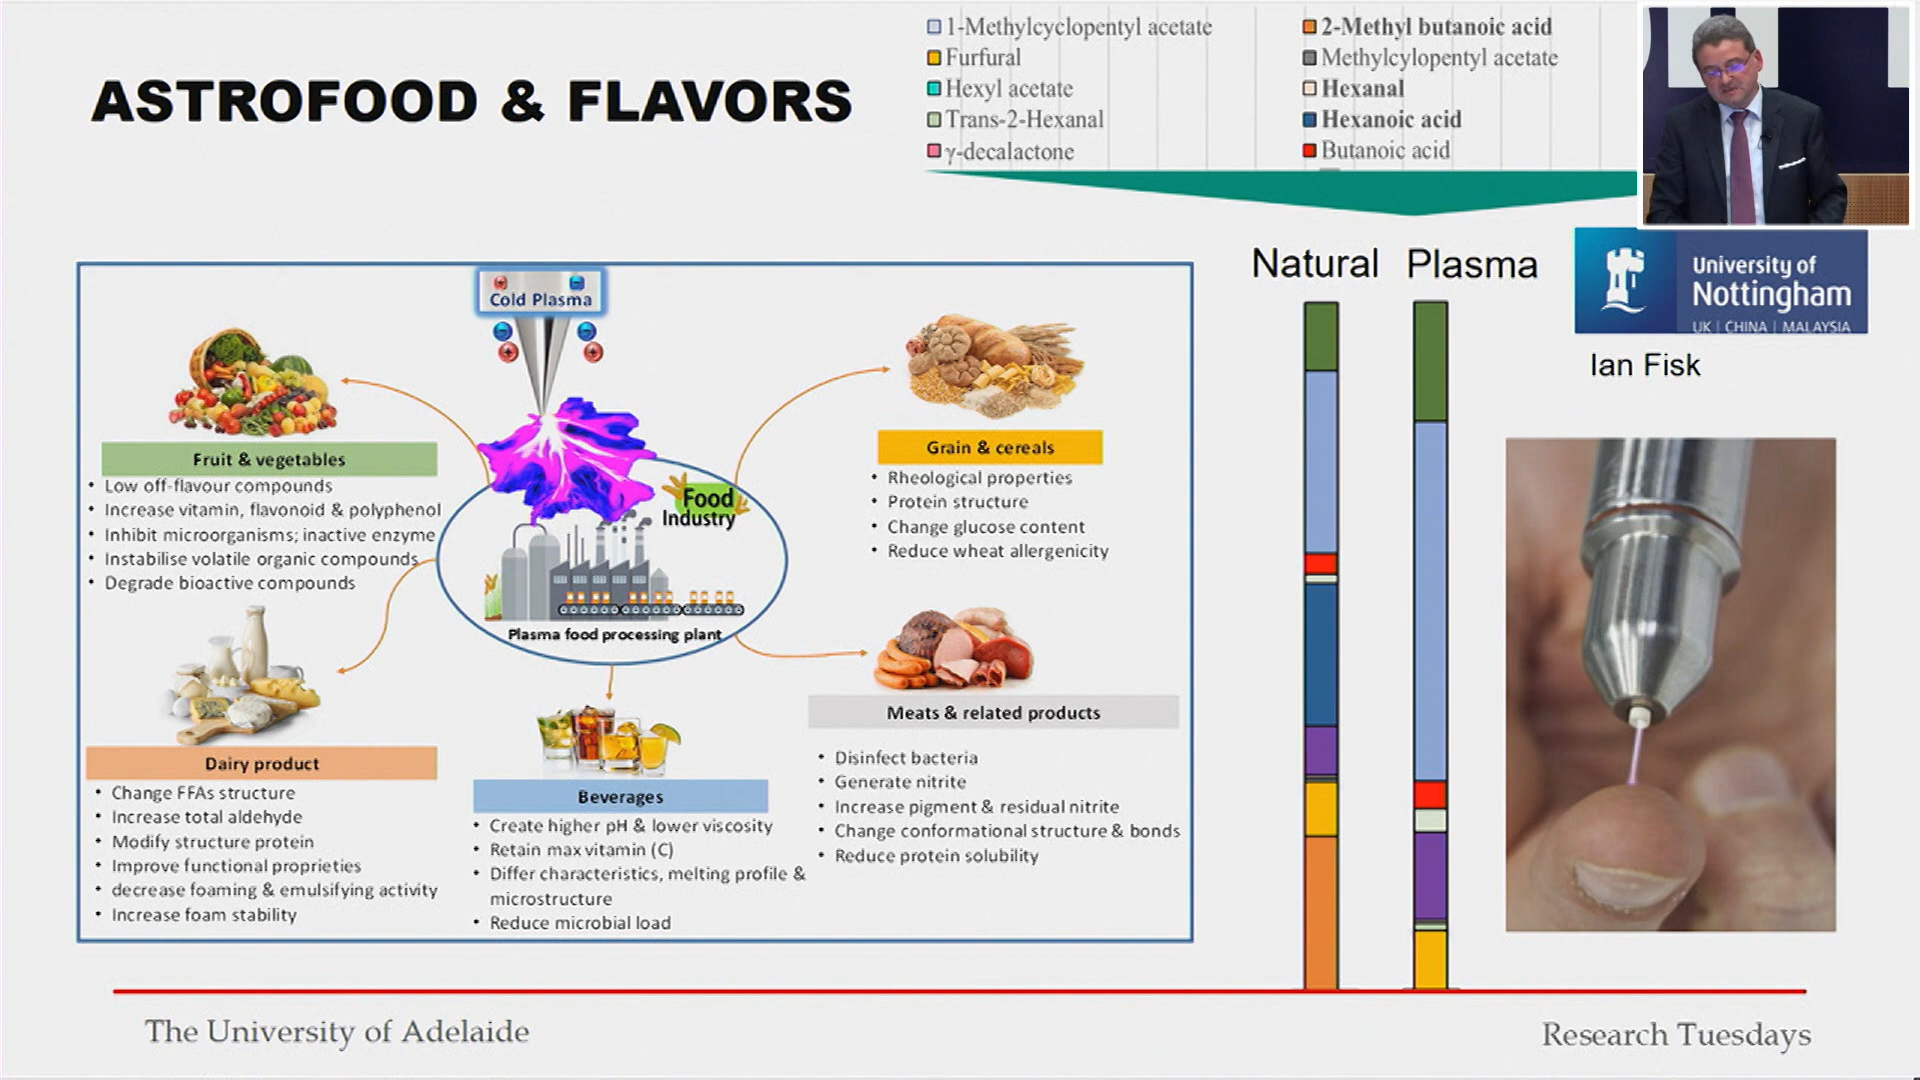 ASTROFOOD & FLAVORS
1-Methylcyclopentyl acetate
Furfural
Hexyl acetate
Trans-2-Hexanal
γ-decalactone
2-Methyl butanoic acid
Methylcylopentyl acetate
Hexanal
Hexanoic acid
Butanoic acid
Cold Plasma
Fruit & vegetables
• Low off-flavour compounds
• Increase vitamin, flavonoid & polyphenol
• Inhibit microorganisms; inactive enzyme
• Instabilise volatile organic compounds
• Degrade bioactive compounds
Food
Industry
Plasma food processing plant
Grain & cereals
• Rheological properties
• Protein structure
• Change glucose content
• Reduce wheat allergenicity
Dairy product
• Change FFAs structure
• Increase total aldehyde
• Modify structure protein
• Improve functional proprieties
• decrease foaming & emulsifying activity
• Increase foam stability
Beverages
• Create higher pH & lower viscosity
• Retain max vitamin (C)
• Differ characteristics, melting profile &
microstructure
• Reduce microbial load
Meats & related products
• Disinfect bacteria
• Generate nitrite
• Increase pigment & residual nitrite
• Change conformational structure & bonds
• Reduce protein solubility
Natural
Plasma
University of
Nottingham
UK | CHINA | MALAYSIA
Ian Fisk
The University of Adelaide
Research Tuesdays